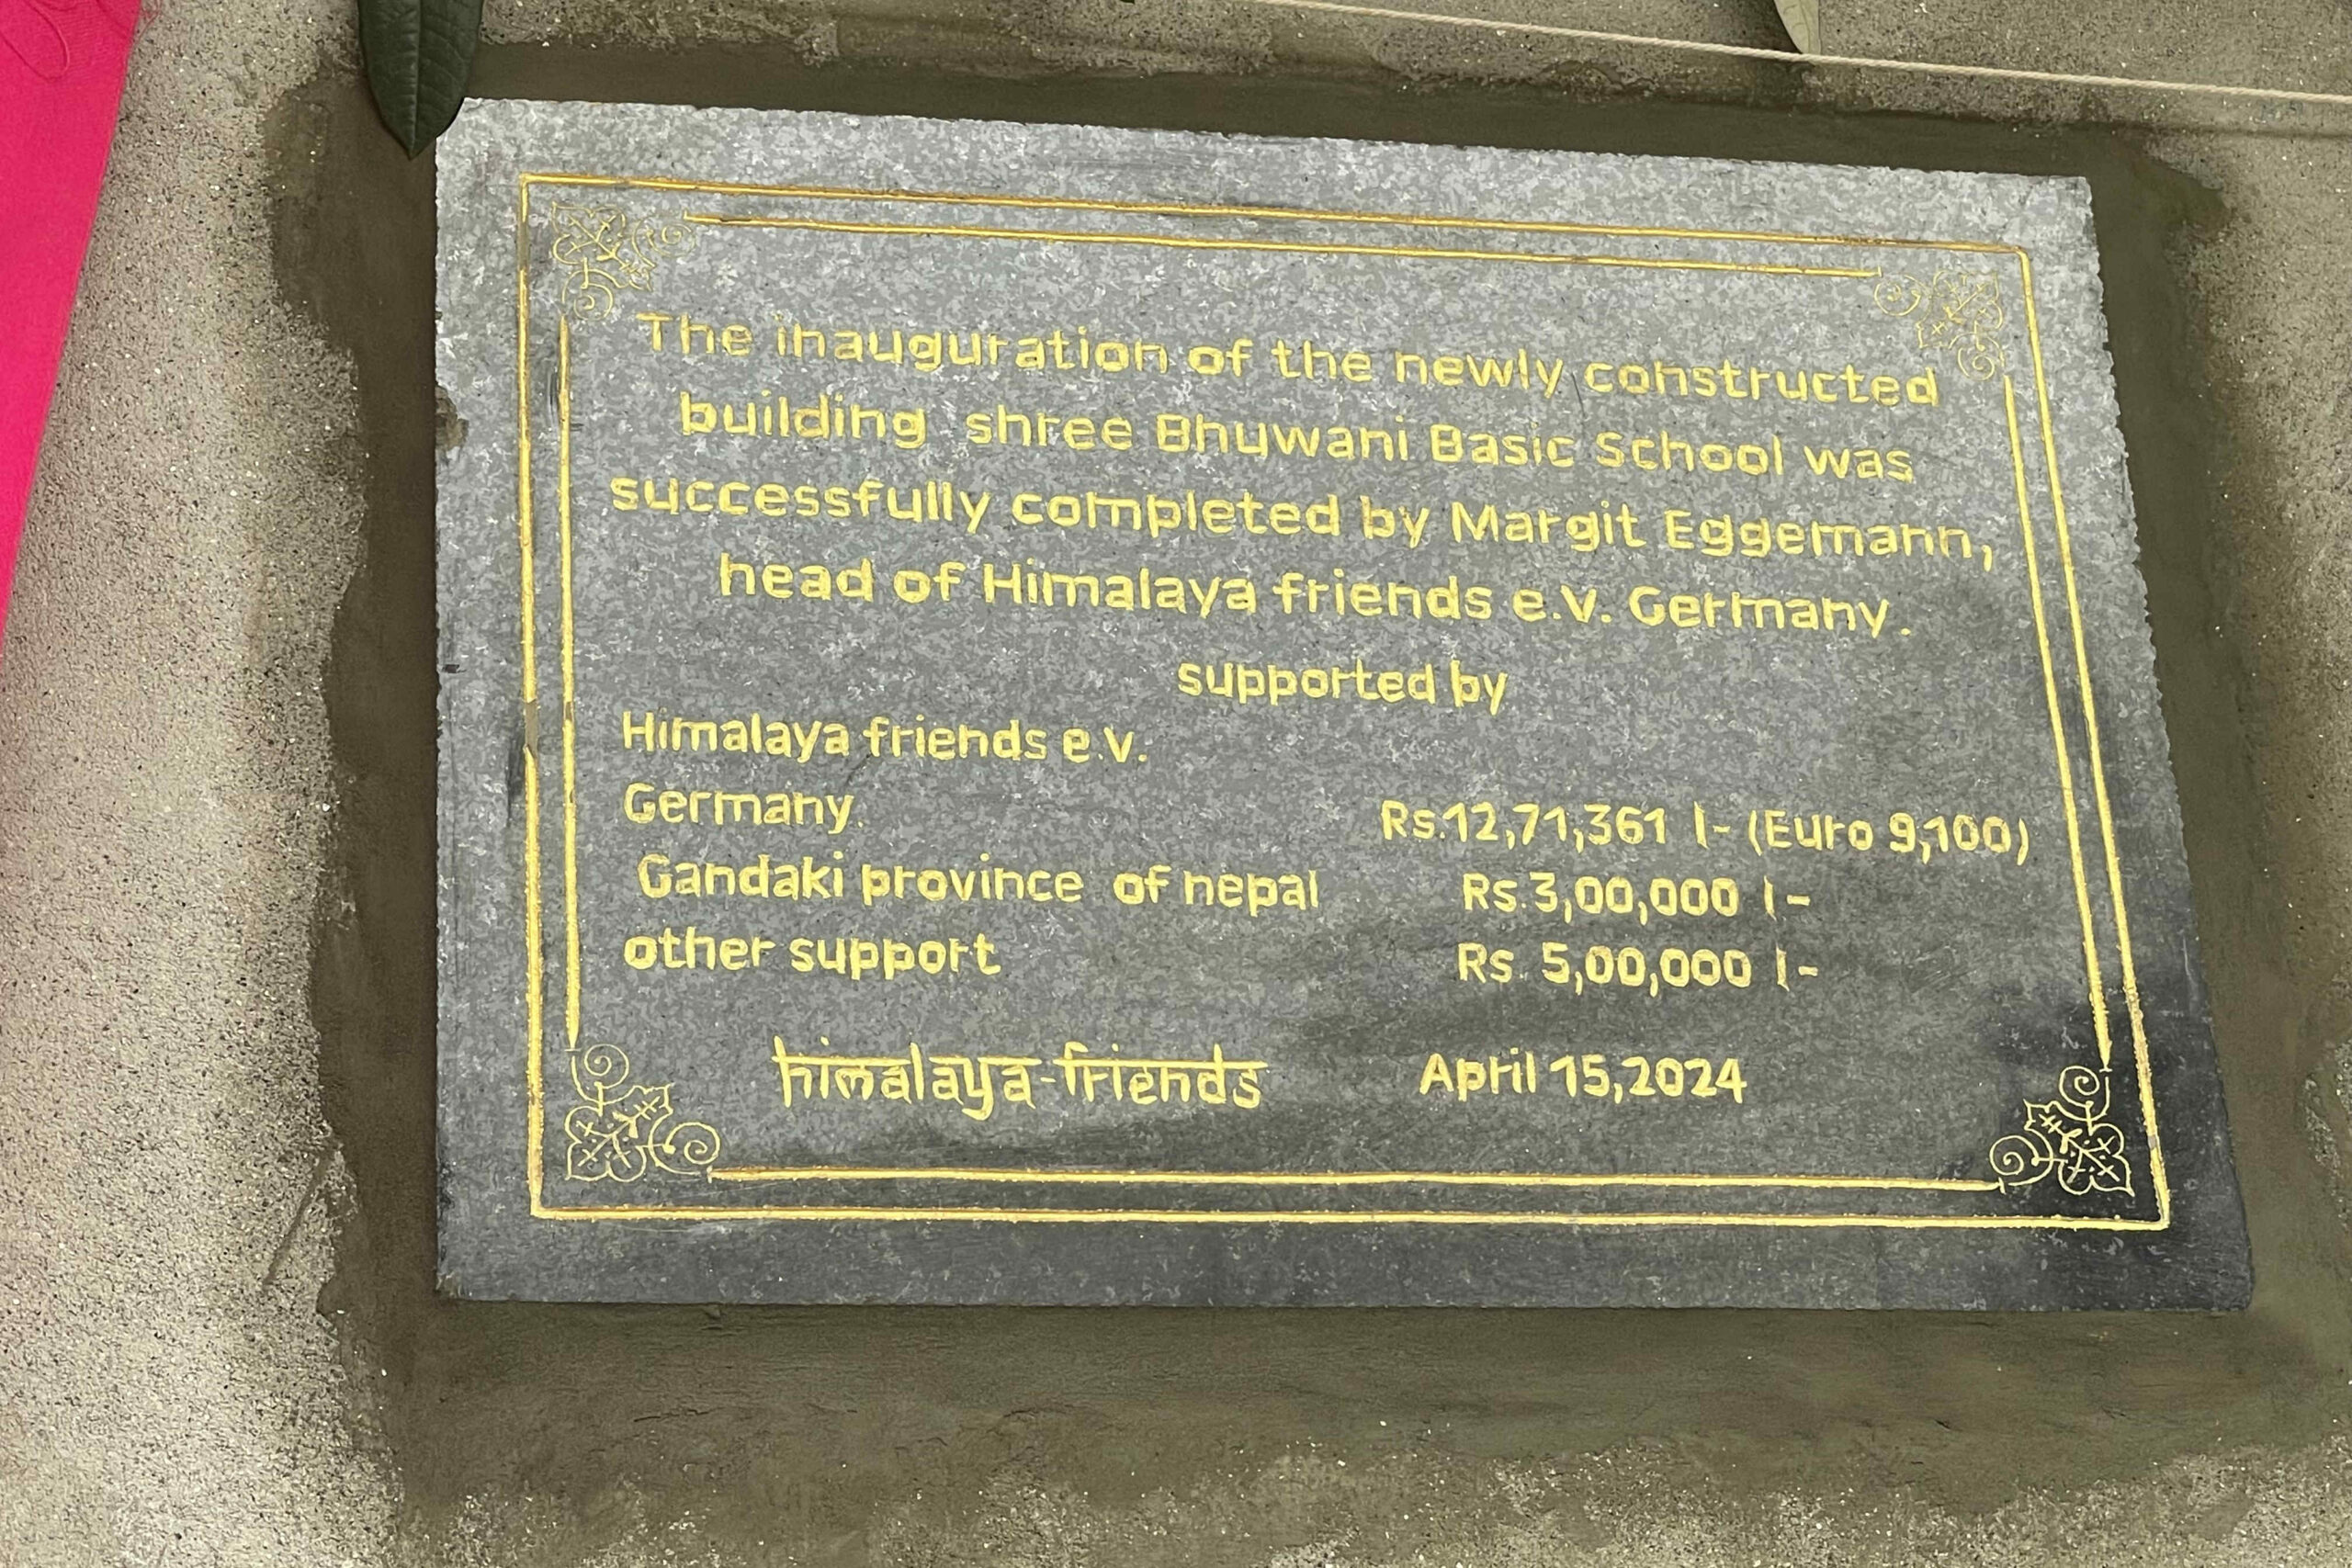 The inauguration of the newly constructed
building shree Bhuwani Basic School was
successfully completed by Margit Eggemann,
head of Himalaya friends e.V. Germany.
supported by
Himalaya friends e.V.
Germany. Rs.12,71,361 |- (Euro 9,100)
Gandaki province of nepal Rs.3,00,000 |-
other support Rs. 5,00,000 |-
himalaya-friends April 15,2024